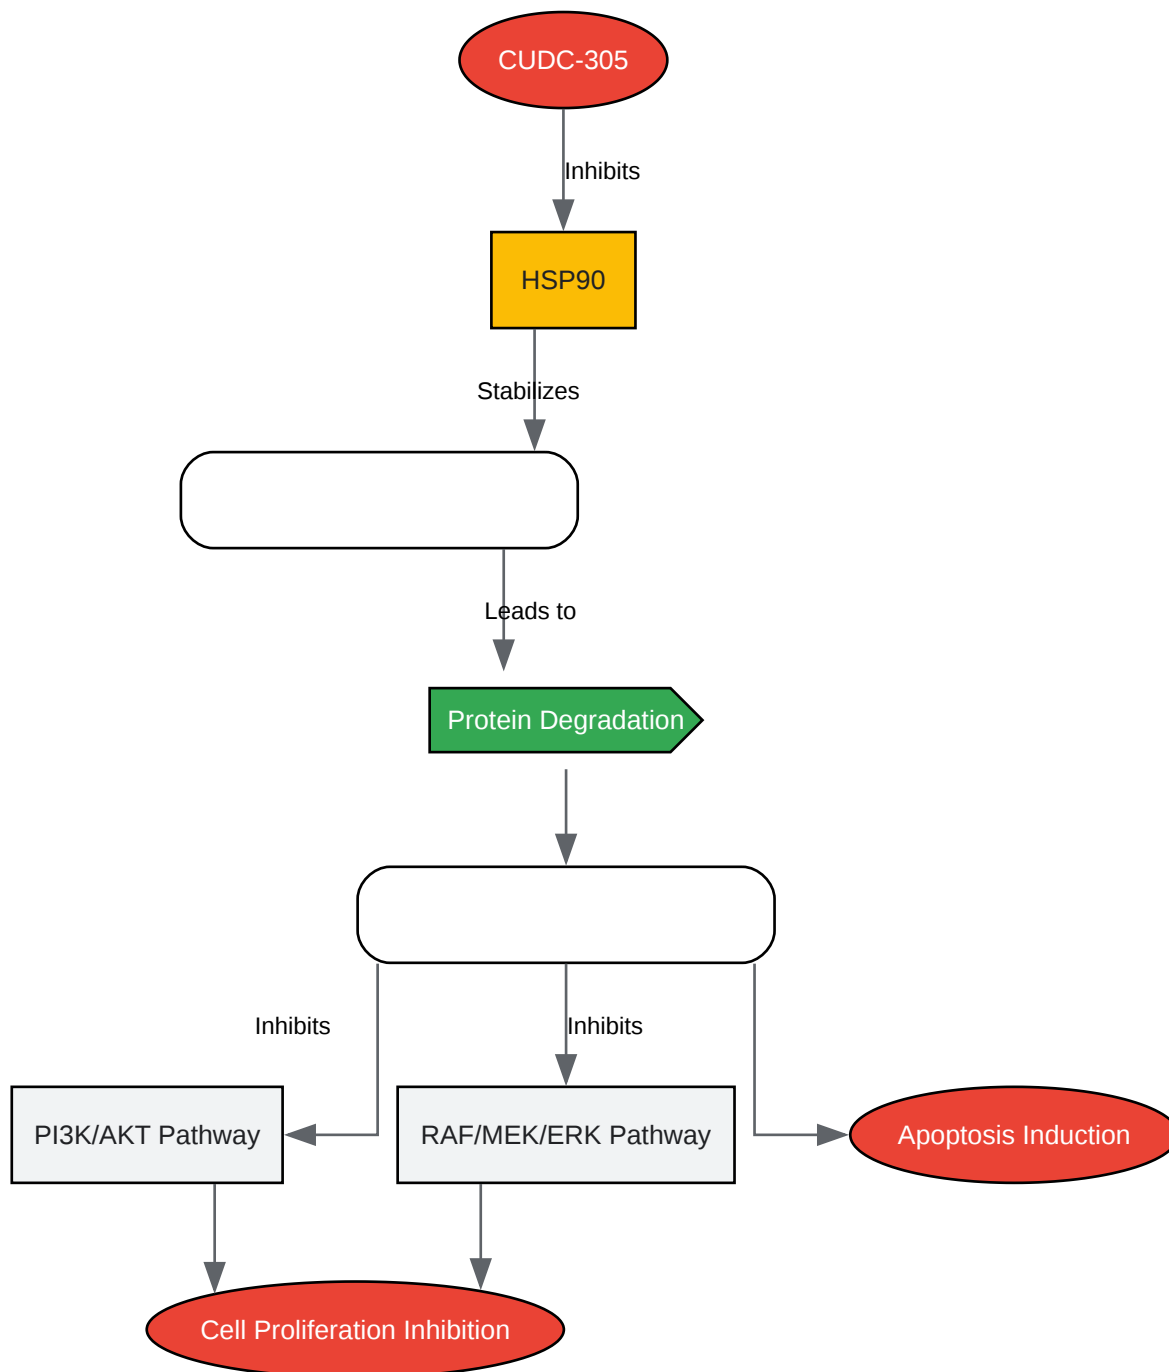 CUDC-305
Inhibits
HSP90
Stabilizes
Leads to
Protein Degradation
Inhibits
Inhibits
PI3K/AKT Pathway
RAF/MEK/ERK Pathway
Apoptosis Induction
Cell Proliferation Inhibition